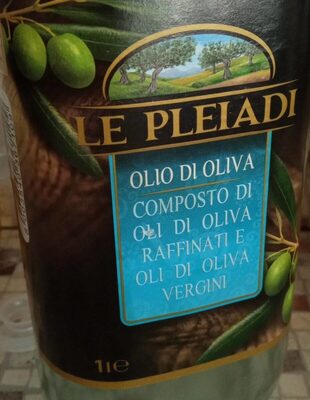 LE PLEIADI
OLIO DI OLIVA
COMPOSTO DI
OLI DI OLIVA
RAFFINATI E
OLI DI OLIVA
VERGINI
1l e